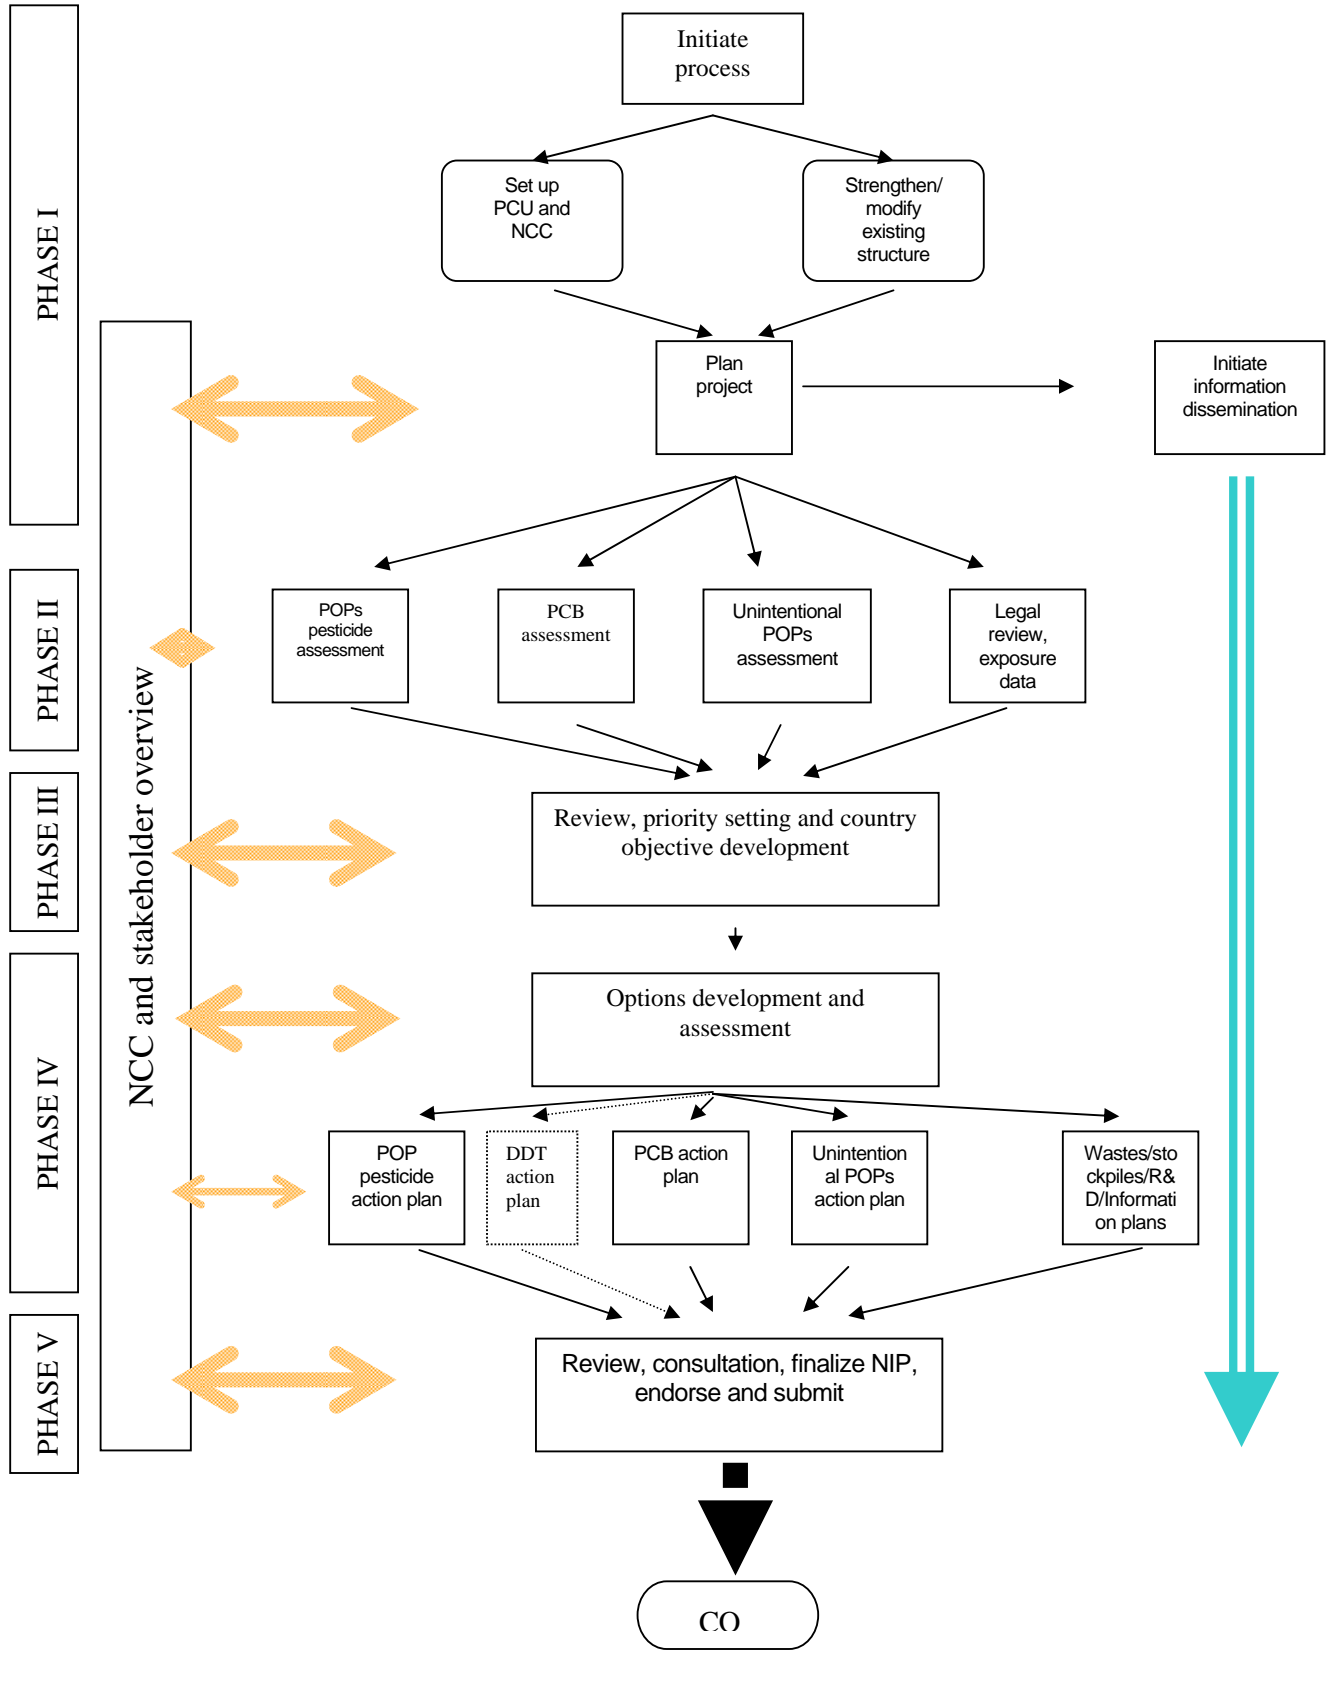 Initiate
process
Set up
PCU and
NCC
Strengthen/
modify
existing
structure
PHASE I
Plan
project
Initiate
information
dissemination
PHASE II
POPs
pesticide
assessment
PCB
assessment
Unintentional
POPs
assessment
Legal
review,
exposure
data
NCC and stakeholder overview
PHASE III
Review, priority setting and country
objective development
PHASE IV
Options development and
assessment
POP
pesticide
action plan
DDT
action
plan
PCB action
plan
Unintention
al POPs
action plan
Wastes/sto
ckpiles/R&
D/Informati
on plans
PHASE V
Review, consultation, finalize NIP,
endorse and submit
CO